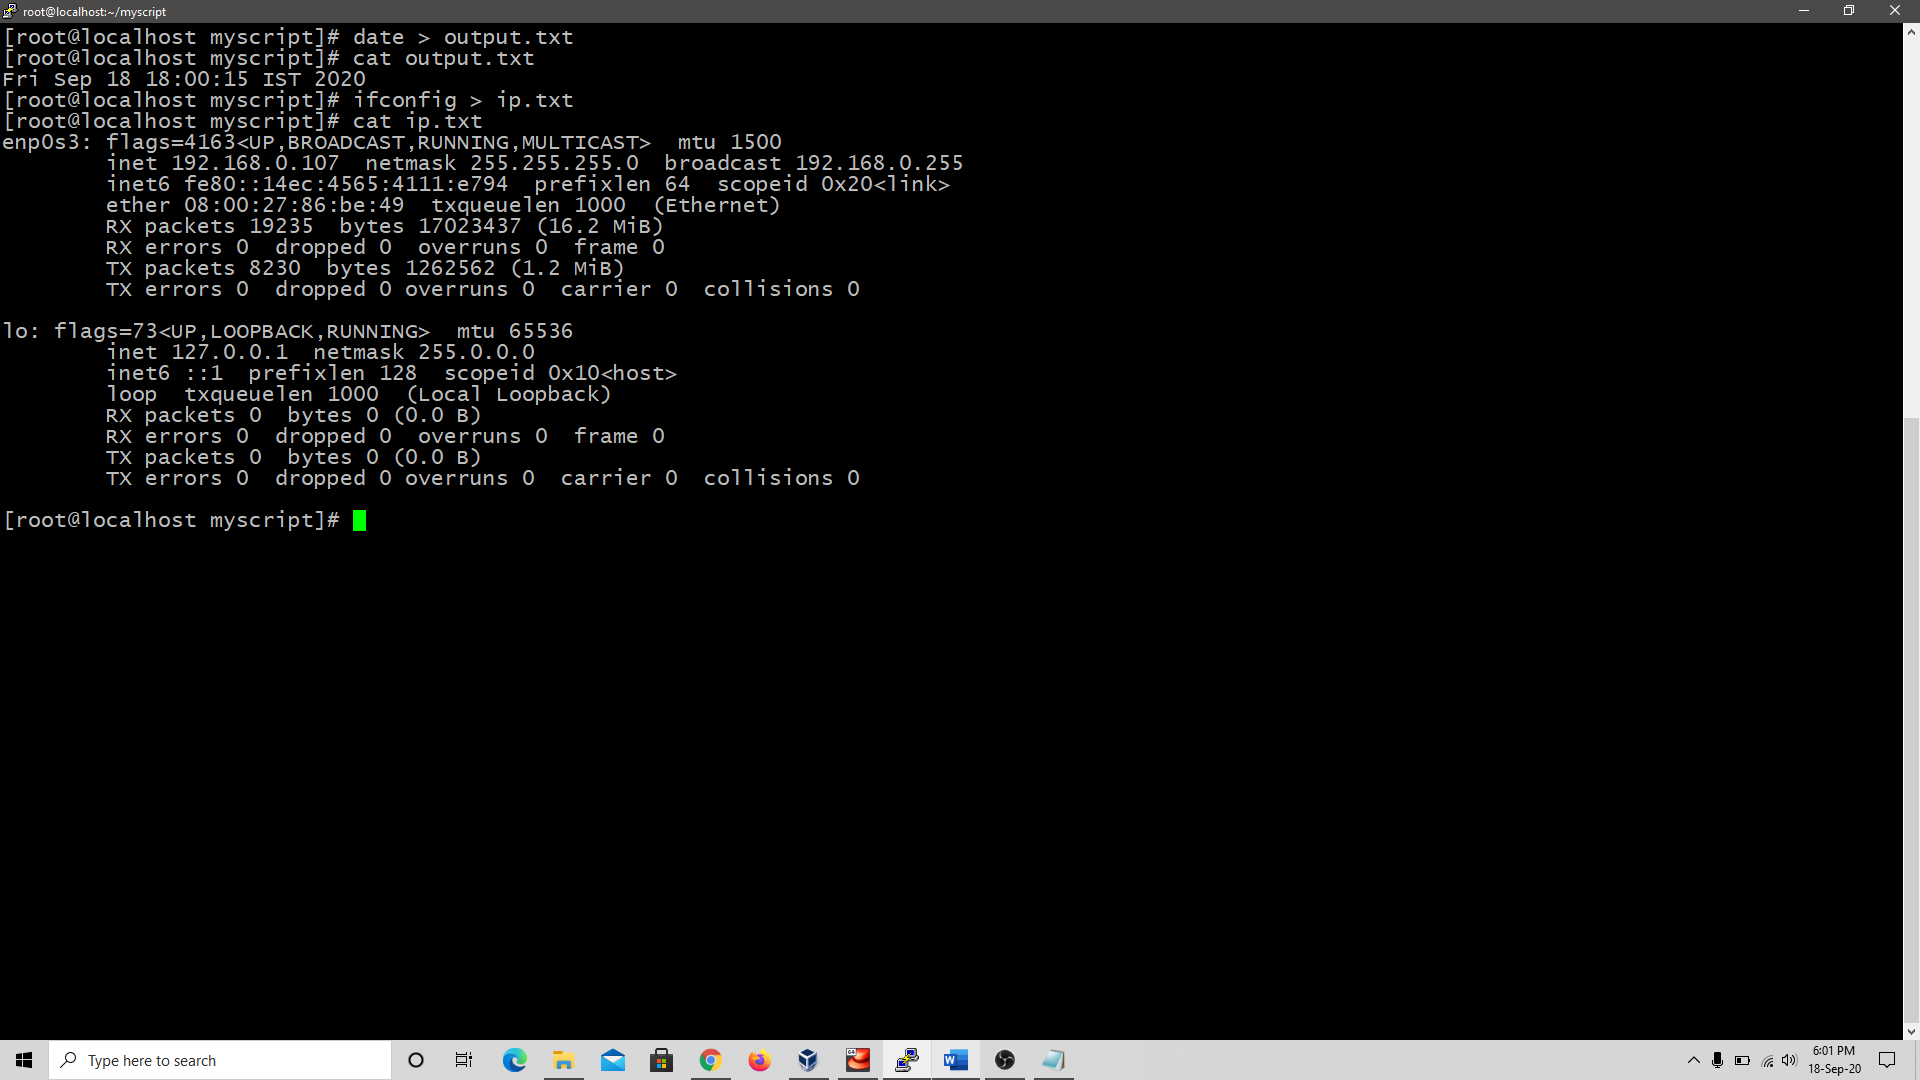 root@localhost:~/myscript
[root@localhost myscript]# date > output.txt
[root@localhost myscript]# cat output.txt
Fri Sep 18 18:00:15 IST 2020
[root@localhost myscript]# ifconfig > ip.txt
[root@localhost myscript]# cat ip.txt
enp0s3: flags=4163<UP,BROADCAST,RUNNING,MULTICAST>  mtu 1500
        inet 192.168.0.107  netmask 255.255.255.0  broadcast 192.168.0.255
        inet6 fe80::14ec:4565:4111:e794  prefixlen 64  scopeid 0x20<link>
        ether 08:00:27:86:be:49  txqueuelen 1000  (Ethernet)
        RX packets 19235  bytes 17023437 (16.2 MiB)
        RX errors 0  dropped 0  overruns 0  frame 0
        TX packets 8230  bytes 1262562 (1.2 MiB)
        TX errors 0  dropped 0 overruns 0  carrier 0  collisions 0
lo: flags=73<UP,LOOPBACK,RUNNING>  mtu 65536
        inet 127.0.0.1  netmask 255.0.0.0
        inet6 ::1  prefixlen 128  scopeid 0x10<host>
        loop  txqueuelen 1000  (Local Loopback)
        RX packets 0  bytes 0 (0.0 B)
        RX errors 0  dropped 0  overruns 0  frame 0
        TX packets 0  bytes 0 (0.0 B)
        TX errors 0  dropped 0 overruns 0  carrier 0  collisions 0
[root@localhost myscript]#
Type here to search
64
W
6:01 PM
18-Sep-20